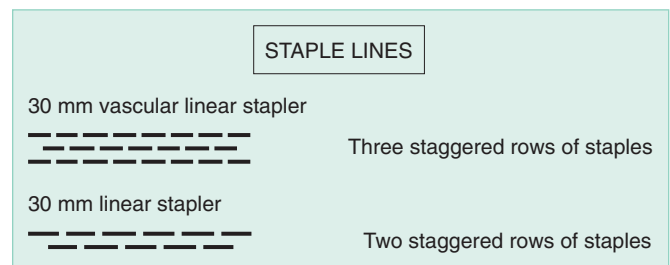 STAPLE LINES
30 mm vascular linear stapler
Three staggered rows of staples
30 mm linear stapler
Two staggered rows of staples